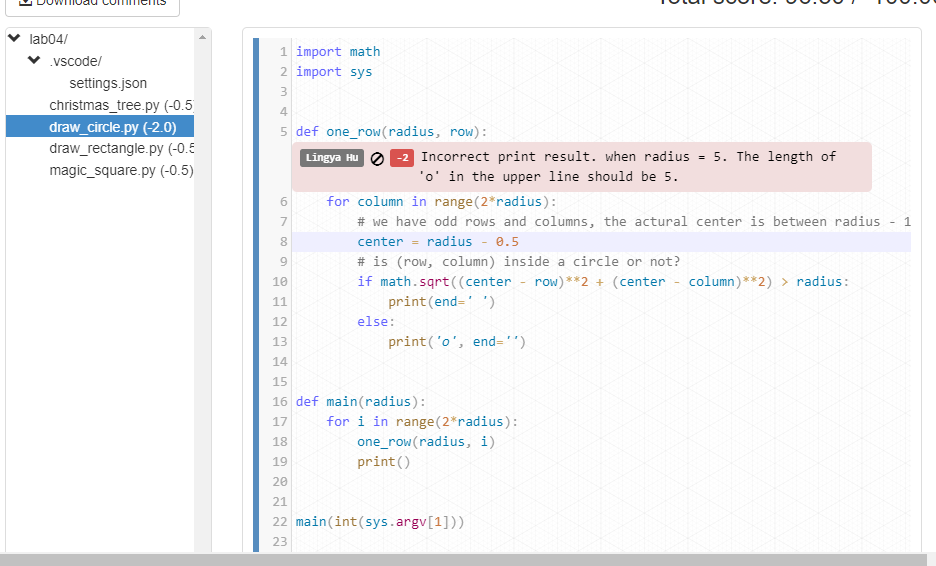 Download comments
Total score:
lab04/
.vscode/
settings.json
christmas_tree.py (-0.5
draw_circle.py (-2.0)
draw_rectangle.py (-0.5
magic_square.py (-0.5)
1 import math
2 import sys
3
4
5 def one_row(radius, row):
Lingya Hu -2 Incorrect print result. when radius = 5. The length of
'o' in the upper line should be 5.
6 for column in range(2*radius):
7 # we have odd rows and columns, the actural center is between radius - 1
8 center = radius - 0.5
9 # is (row, column) inside a circle or not?
10 if math.sqrt((center - row)**2 + (center - column)**2) > radius:
11 print(end=' ')
12 else:
13 print('o', end='')
14
15
16 def main(radius):
17 for i in range(2*radius):
18 one_row(radius, i)
19 print()
20
21
22 main(int(sys.argv[1]))
23